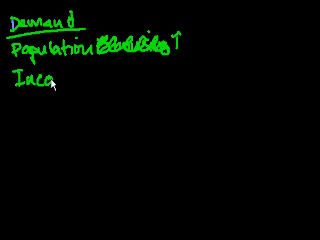 Demand
Population ↑
Inco